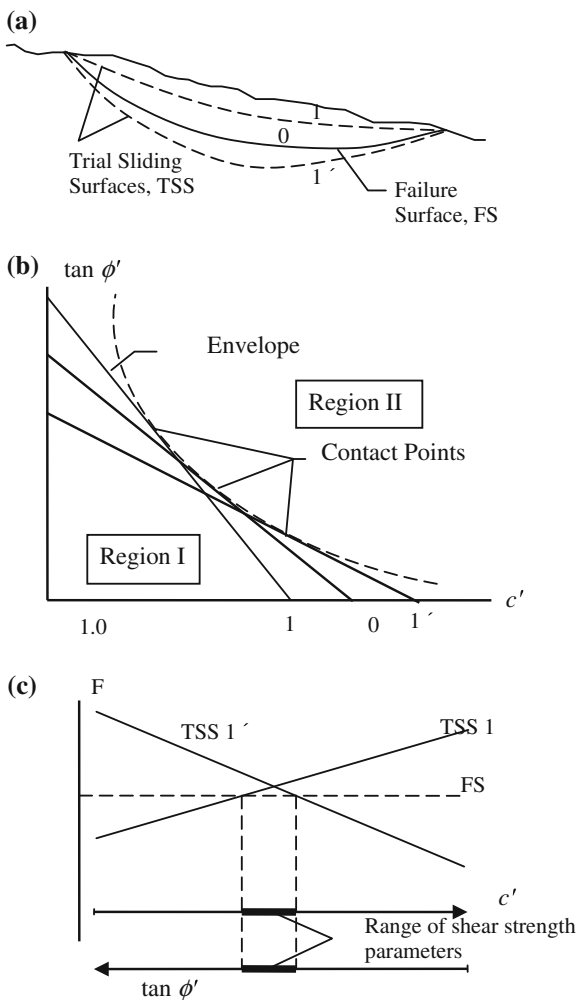 (a)
1
0
1 ´
Trial Sliding
Surfaces, TSS
Failure
Surface, FS
(b)
tan ϕ′
Envelope
Region II
Contact Points
Region I
c′
1.0
1
0
1 ´
(c)
F
TSS 1 ´
TSS 1
FS
c′
Range of shear strength
parameters
tan ϕ′